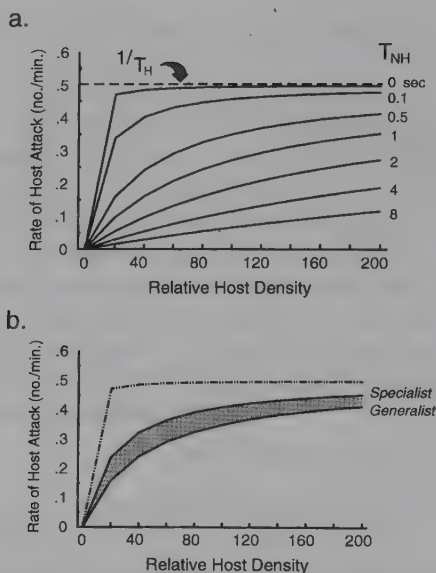 a.
1/TH
TNH
.6
.5
.4
.3
.2
.1
0
0 sec
0.1
0.5
1
2
4
8
Rate of Host Attack (no./min.)
0 40 80 120 160 200
Relative Host Density
b.
.6
.5
.4
.3
.2
.1
0
Specialist
Generalist
Rate of Host Attack (no./min.)
0 40 80 120 160 200
Relative Host Density